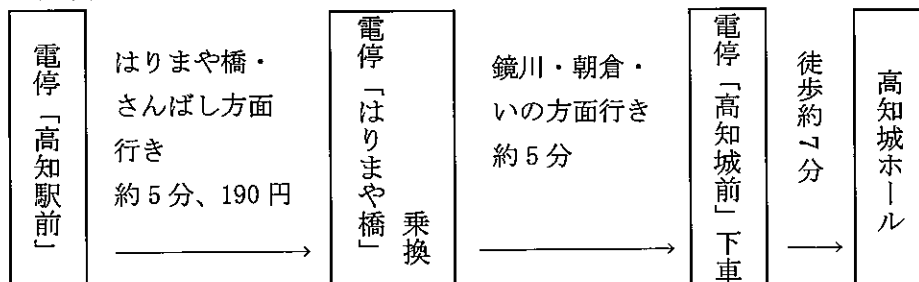 電停「高知駅前」
はりまや橋・
さんばし方面
行き
約5分、190円
電停「はりまや橋」
乗換
鏡川・朝倉・
いの方面行き
約5分
電停「高知城前」下車
徒歩約7分
高知城ホール